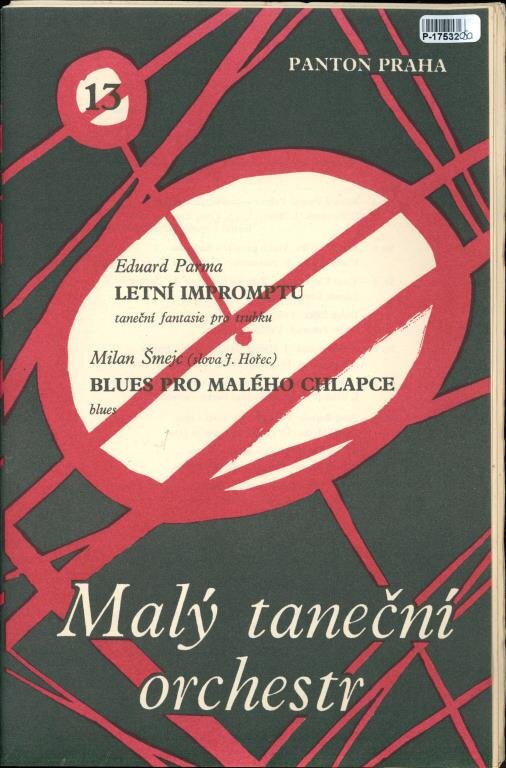 P-1753200
PANTON PRAHA
13
Eduard Parma
LETNÍ IMPROMPTU
taneční fantasie pro trubku
Milan Šmejc (slova J. Hořec)
BLUES PRO MALÉHO CHLAPCE
blues
Malý taneční
orchestr